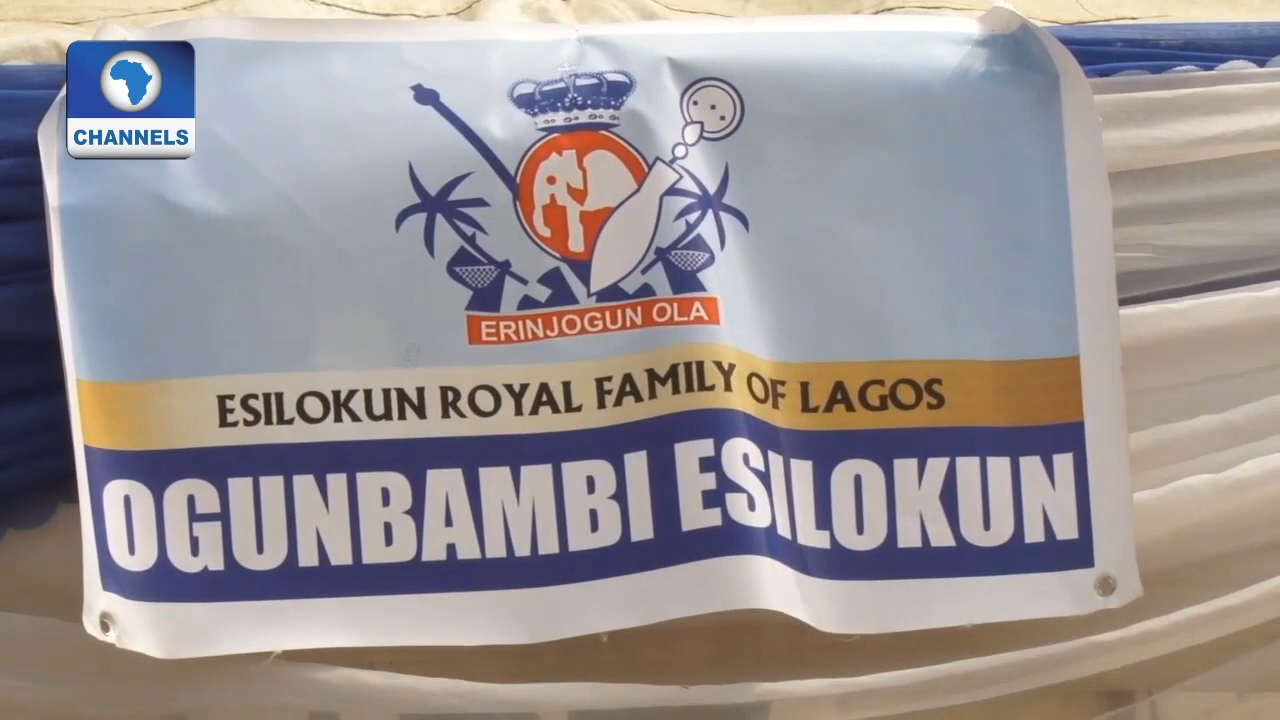 CHANNELS
ERINJOGUN OLA
ESILOKUN ROYAL FAMILY OF LAGOS
OGUNBAMBI ESILOKUN